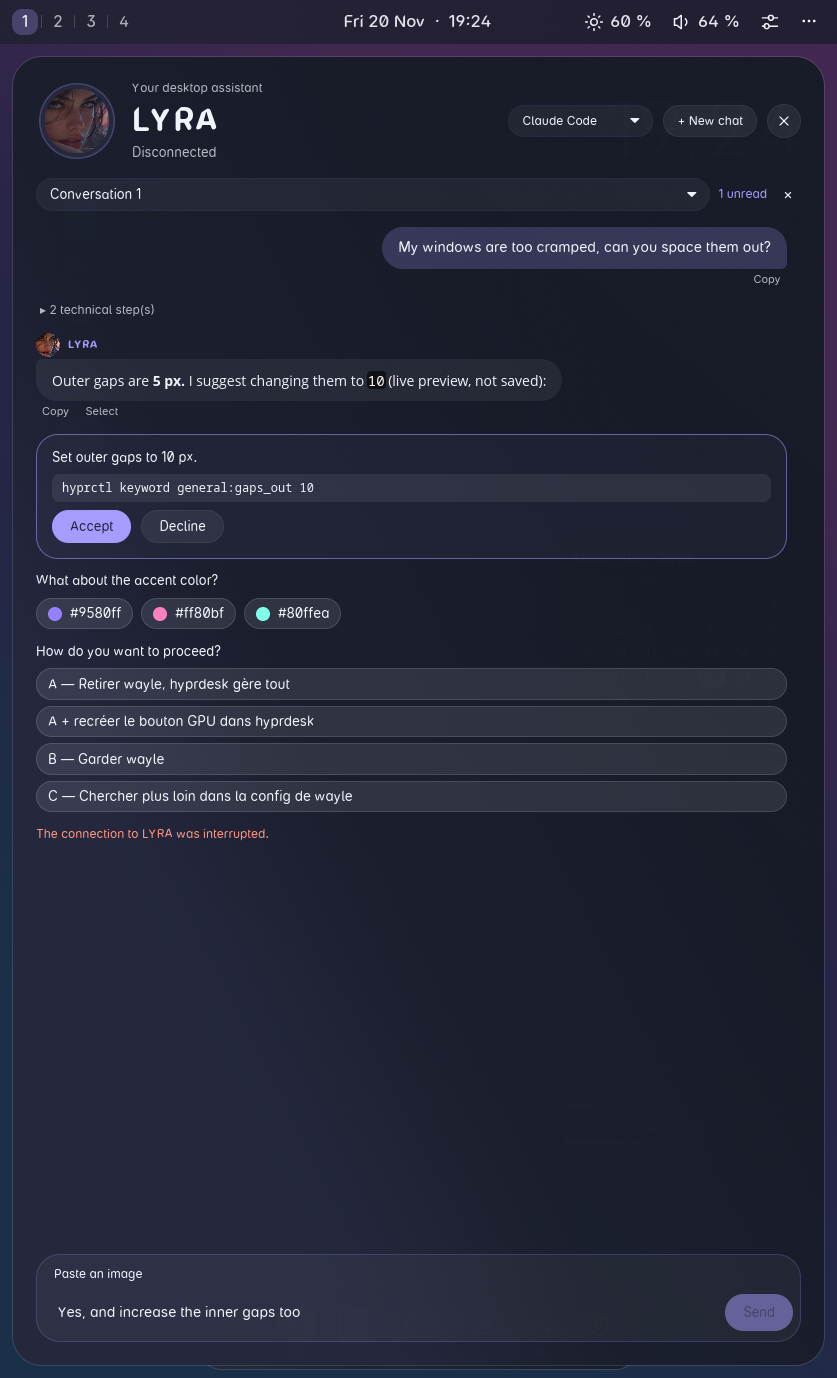 1 2 3 4 Fri 20 Nov · 19:24 60 % 64 % ···
Your desktop assistant
LYRA
Disconnected
Claude Code + New chat ×
Conversation 1 1 unread ×
My windows are too cramped, can you space them out?
Copy
▸ 2 technical step(s)
LYRA
Outer gaps are 5 px. I suggest changing them to 10 (live preview, not saved):
Copy Select
Set outer gaps to 10 px.
hyprctl keyword general:gaps_out 10
Accept Decline
What about the accent color?
#9580ff #ff80bf #80ffea
How do you want to proceed?
A — Retirer wayle, hyprdesk gère tout
A + recréer le bouton GPU dans hyprdesk
B — Garder wayle
C — Chercher plus loin dans la config de wayle
The connection to LYRA was interrupted.
Paste an image
Yes, and increase the inner gaps too
Send